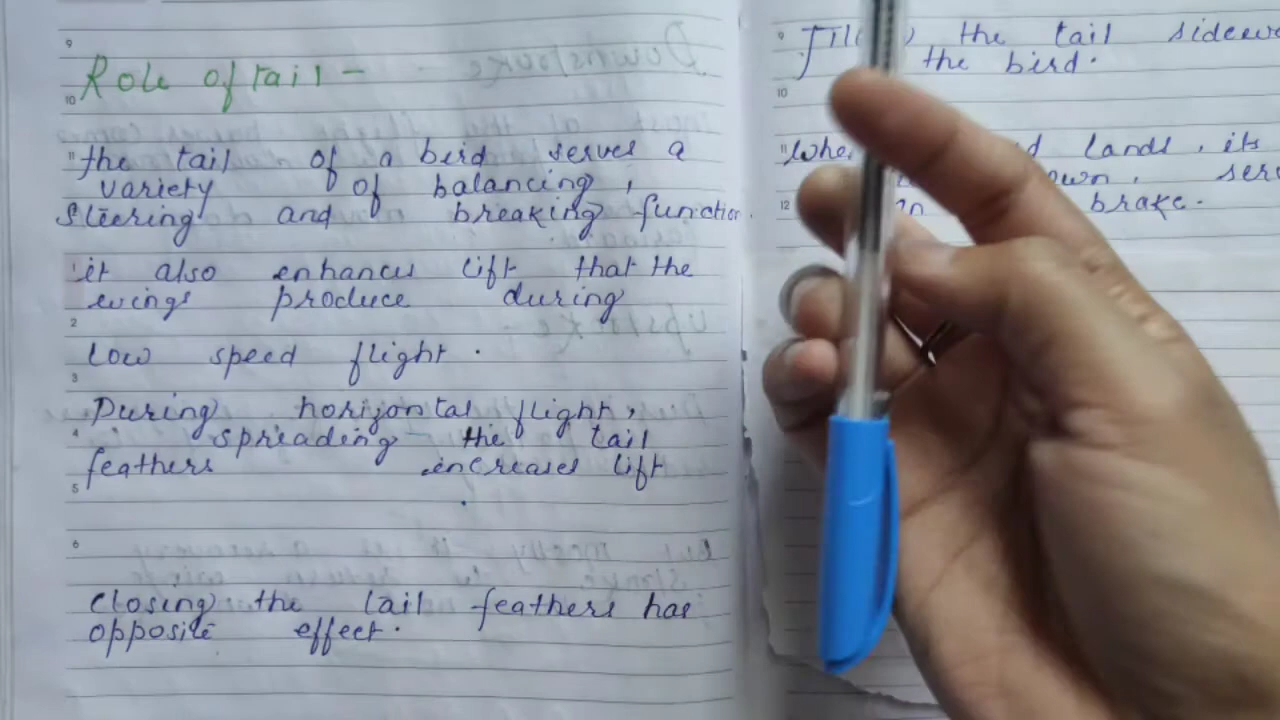 Role of tail -
the tail of a bird serves a
variety of balancing,
steering and breaking function.
it also enhances lift that the
wings produce during
low speed flight.
During horizontal flight,
spreading the tail
feathers increases lift
closing the tail feathers has
opposite effect.
the tail
the bird.
lands, its
brake.